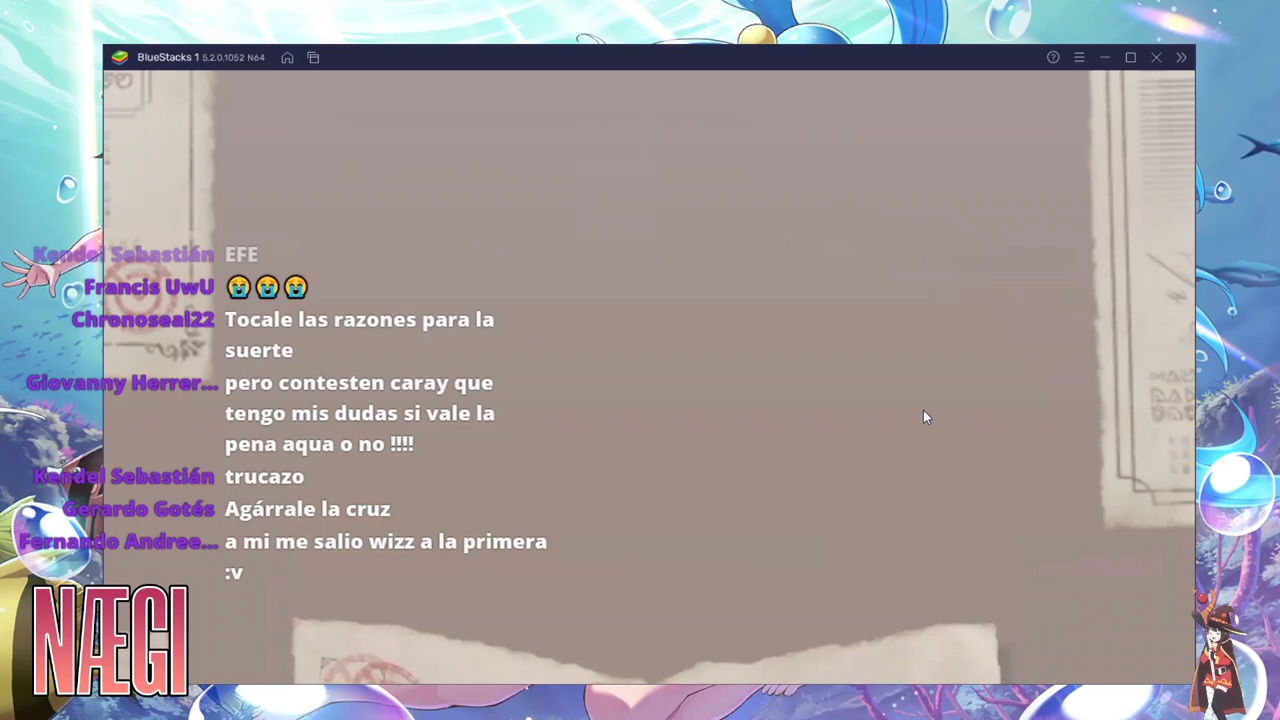 BlueStacks 1 5.2.0.1052 N64
Kendel Sebastián EFE
Francis UwU 😭😭😭
Chronoseal22 Tocale las razones para la
suerte
Giovanny Herrer... pero contesten caray que
tengo mis dudas si vale la
pena aqua o no !!!!
Kendel Sebastián trucazo
Gerardo Gotés Agárrale la cruz
Fernando Andree... a mi me salio wizz a la primera
:v
NÆGI